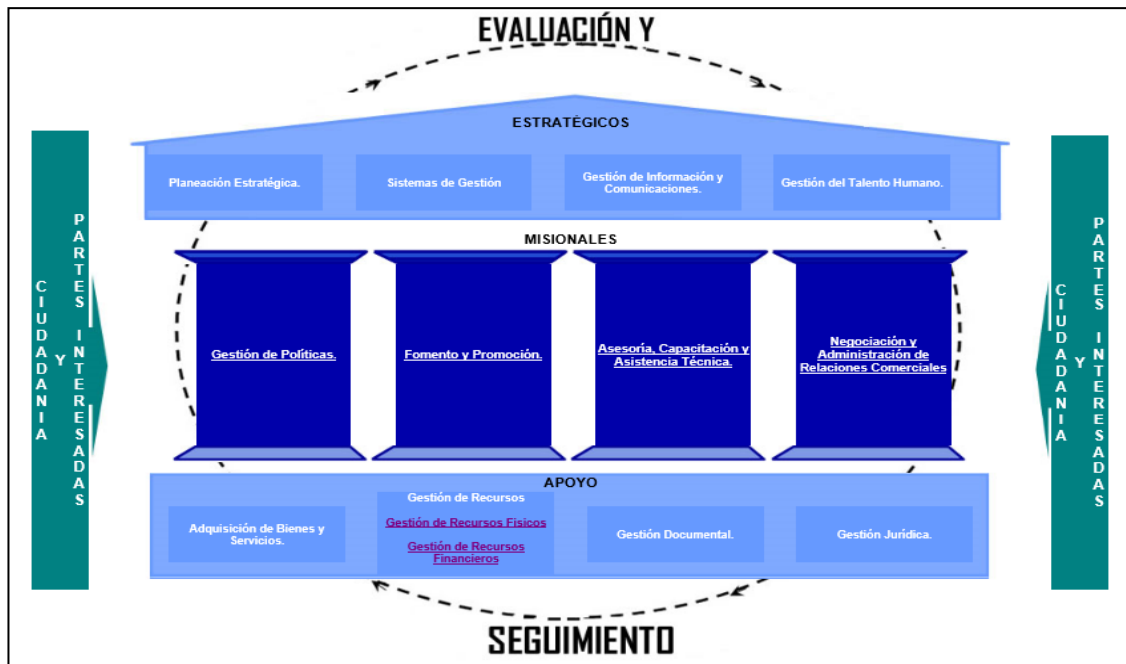 EVALUACIÓN Y
ESTRATÉGICOS
Planeación Estratégica.
Sistemas de Gestión
Gestión de Información y
Comunicaciones.
Gestión del Talento Humano.
MISIONALES
Gestión de Políticas.
Fomento y Promoción.
Asesoría, Capacitación y
Asistencia Técnica.
Negociación y
Administración de
Relaciones Comerciales
APOYO
Adquisición de Bienes y
Servicios.
Gestión de Recursos
Gestión de Recursos Físicos
Gestión de Recursos
Financieros
Gestión Documental.
Gestión Jurídica.
SEGUIMIENTO
CIUDADANIA
Y
PARTES INTERESADAS
CIUDADANIA
Y
PARTES INTERESADAS